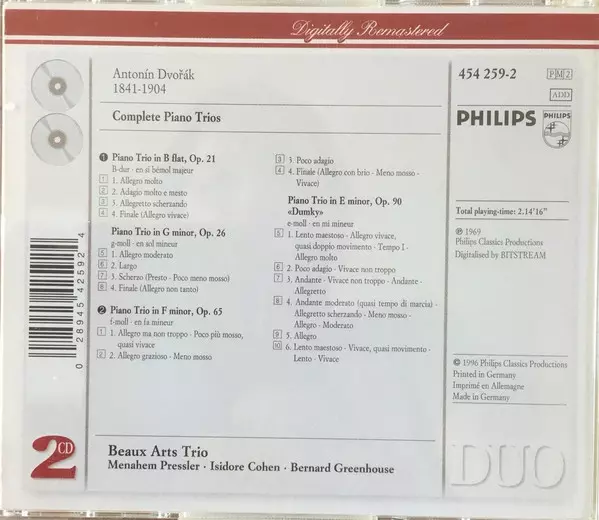 Digitally Remastered
Antonín Dvořák
1841-1904
Complete Piano Trios
454 259-2
PM2
ADD
PHILIPS
PHILIPS
1 Piano Trio in B flat, Op. 21
B-dur · en si bémol majeur
1 1. Allegro molto
2 2. Adagio molto e mesto
3 3. Allegretto scherzando
4 4. Finale (Allegro vivace)
Piano Trio in G minor, Op. 26
g-moll · en sol mineur
5 1. Allegro moderato
6 2. Largo
7 3. Scherzo (Presto · Poco meno mosso)
8 4. Finale (Allegro non tanto)
2 Piano Trio in F minor, Op. 65
f-moll · en fa mineur
1 1. Allegro ma non troppo · Poco più mosso,
quasi vivace
2 2. Allegro grazioso · Meno mosso
3 3. Poco adagio
4 4. Finale (Allegro con brio · Meno mosso ·
Vivace)
Piano Trio in E minor, Op. 90
«Dumky»
e-moll · en mi mineur
5 1. Lento maestoso · Allegro vivace,
quasi doppio movimento · Tempo I ·
Allegro molto
6 2. Poco adagio · Vivace non troppo
7 3. Andante · Vivace non troppo · Andante ·
Allegretto
8 4. Andante moderato (quasi tempo di marcia) ·
Allegretto scherzando · Meno mosso ·
Allegro · Moderato
9 5. Allegro
10 6. Lento maestoso · Vivace, quasi movimento ·
Lento · Vivace
Total playing-time: 2.14'16"
℗ 1969
Philips Classics Productions
Digitalised by BITSTREAM
© 1996 Philips Classics Productions
Printed in Germany
Imprimé en Allemagne
Made in Germany
0 28945 42592 4
2 CD
Beaux Arts Trio
Menahem Pressler · Isidore Cohen · Bernard Greenhouse
DUO